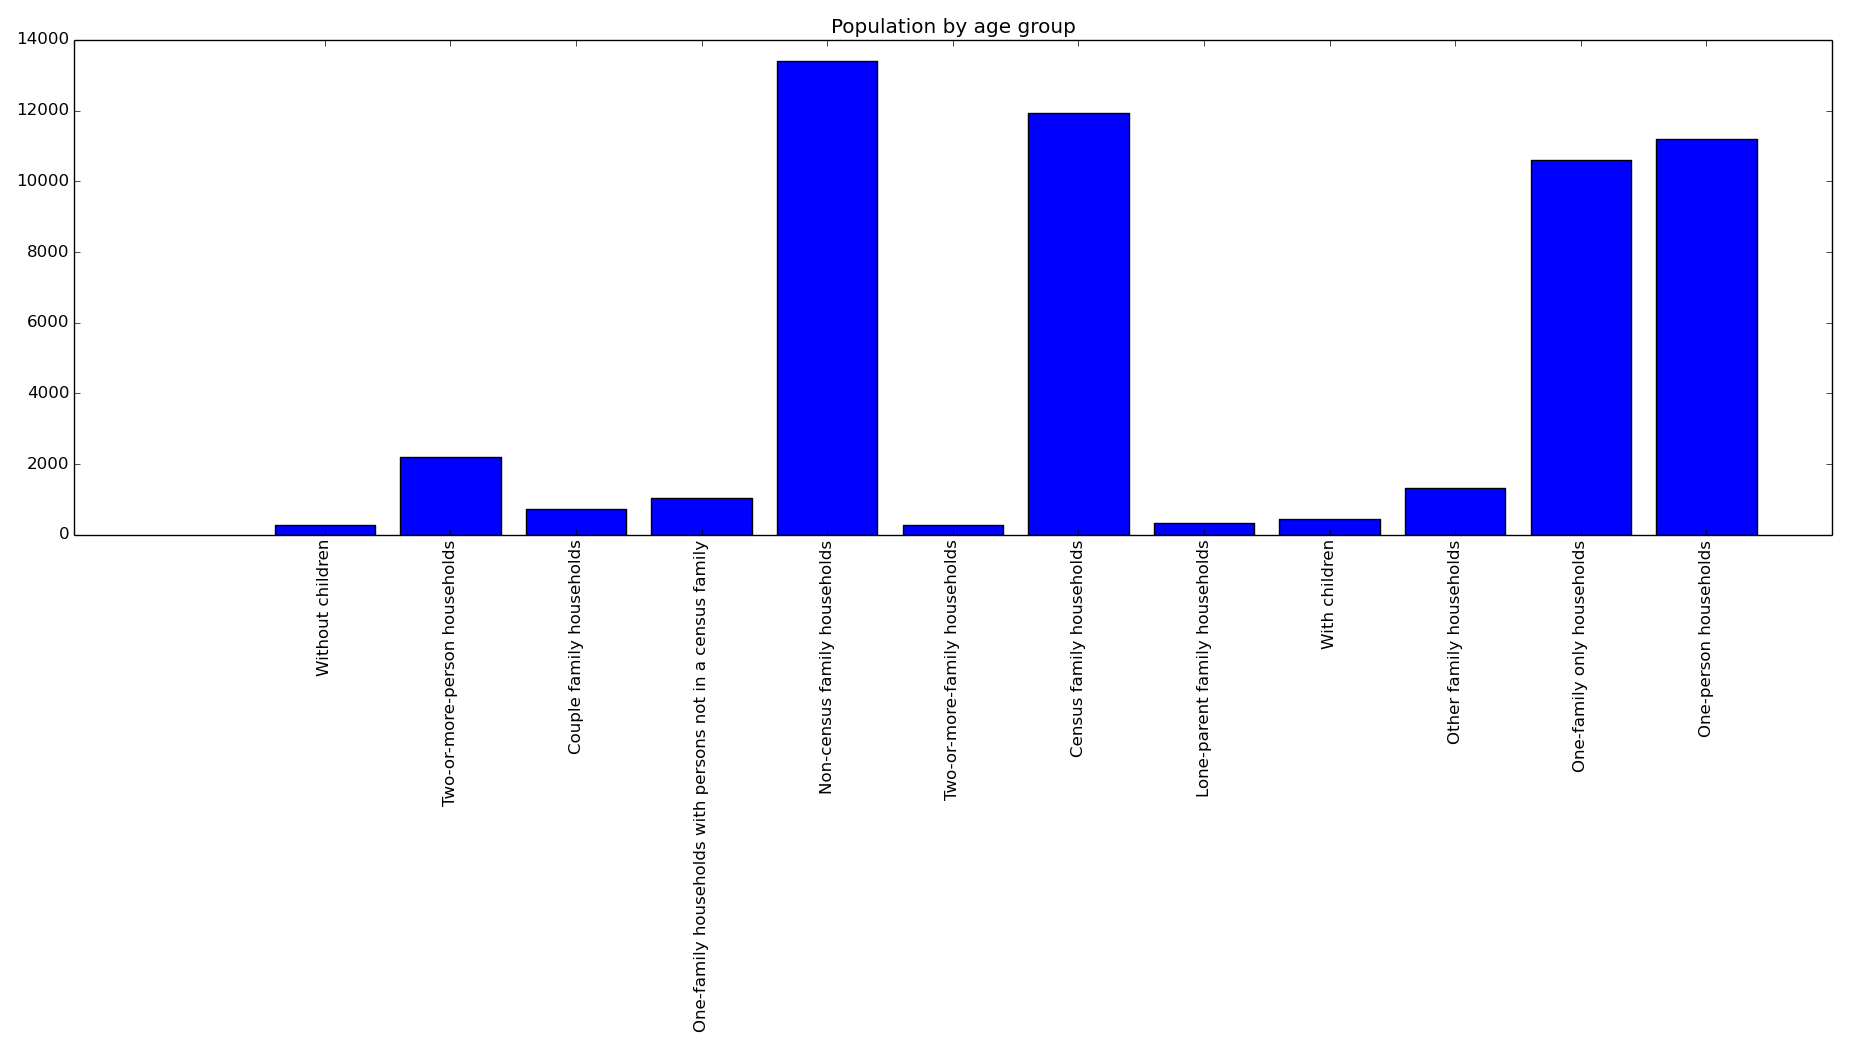 Population by age group
14000
12000
10000
8000
6000
4000
2000
0
Without children
Two-or-more-person households
Couple family households
One-family households with persons not in a census family
Non-census family households
Two-or-more-family households
Census family households
Lone-parent family households
With children
Other family households
One-family only households
One-person households